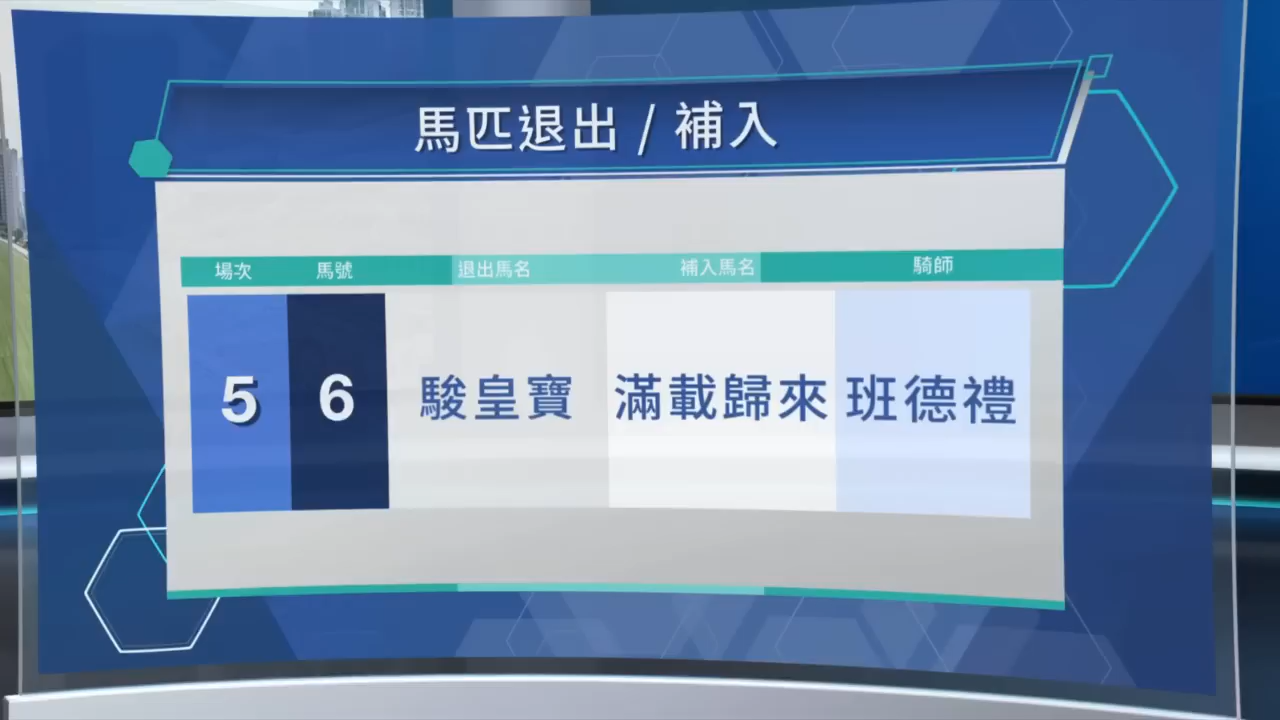 馬匹退出 / 補入
場次 馬號 退出馬名 補入馬名 騎師
5 6 駿皇寶 滿載歸來 班德禮